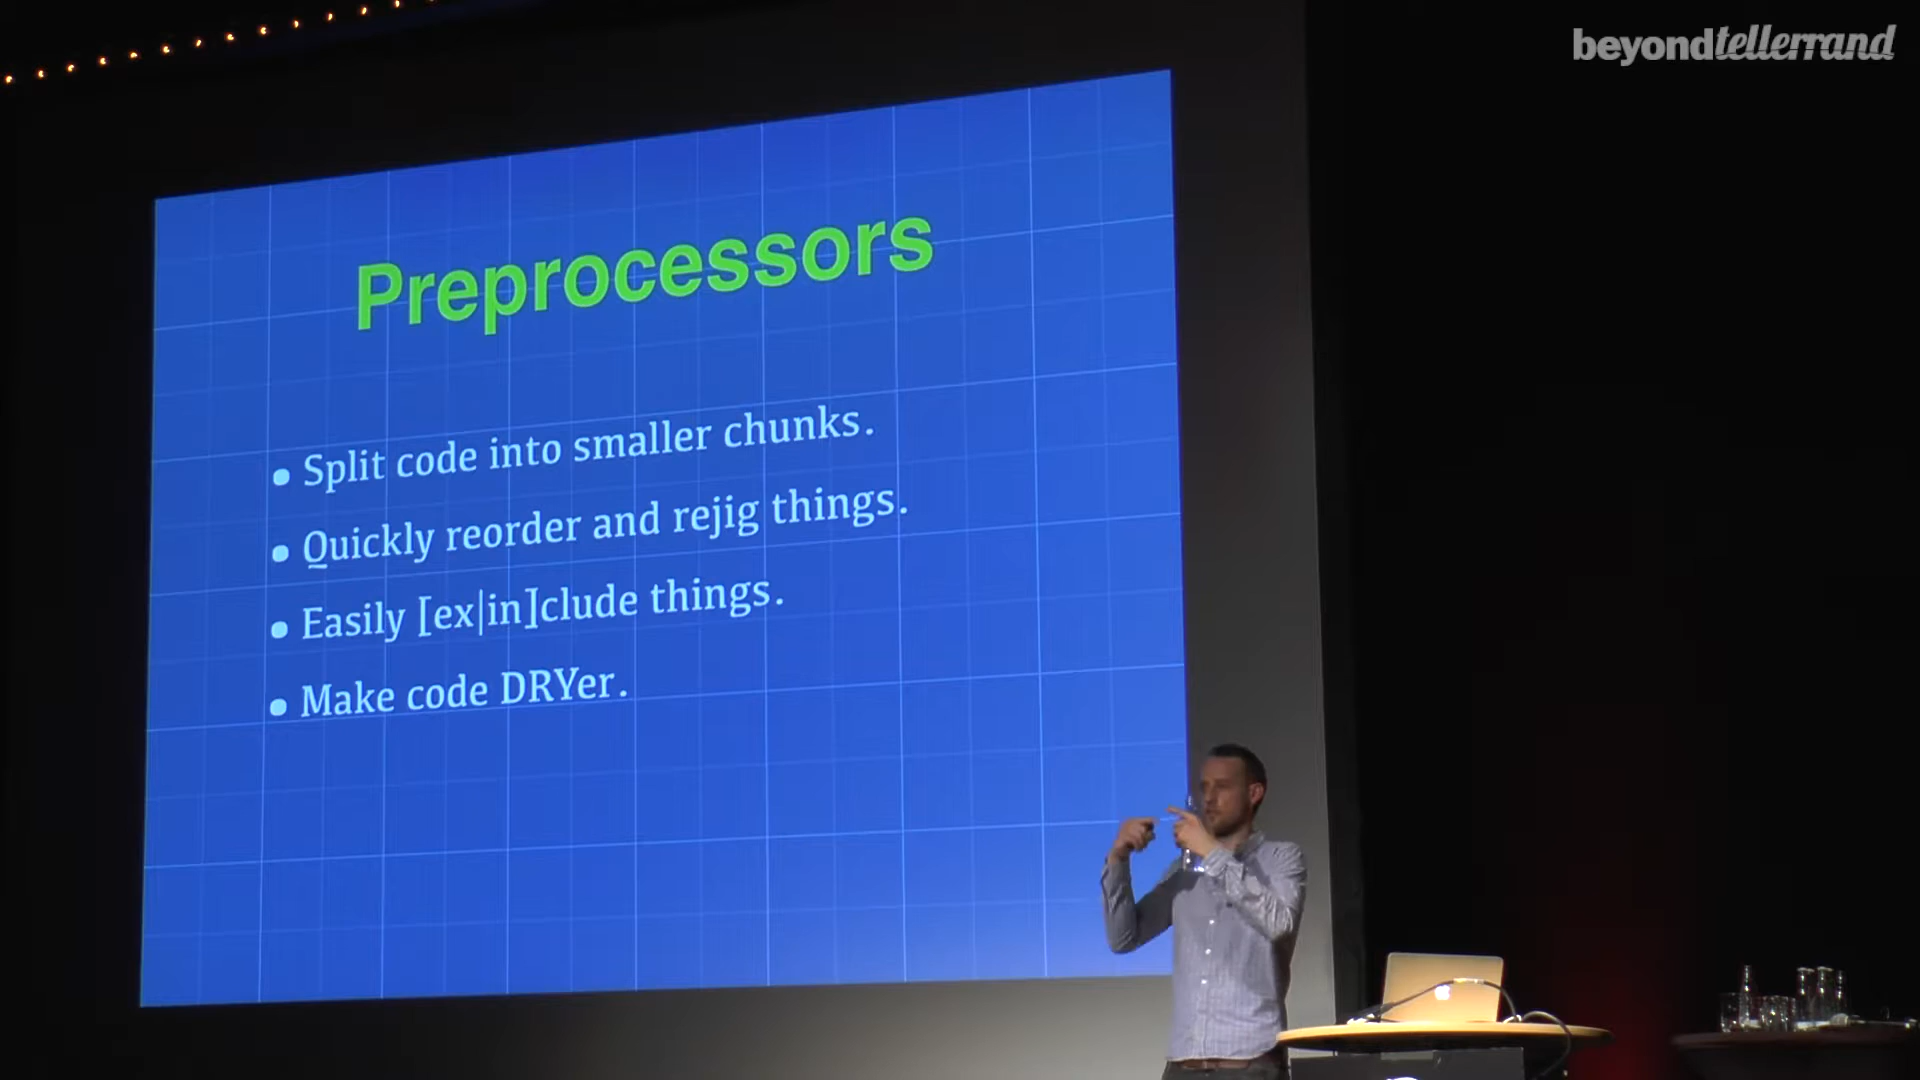 beyondtellerrand
Preprocessors
• Split code into smaller chunks.
• Quickly reorder and rejig things.
• Easily [ex|in]clude things.
• Make code DRYer.